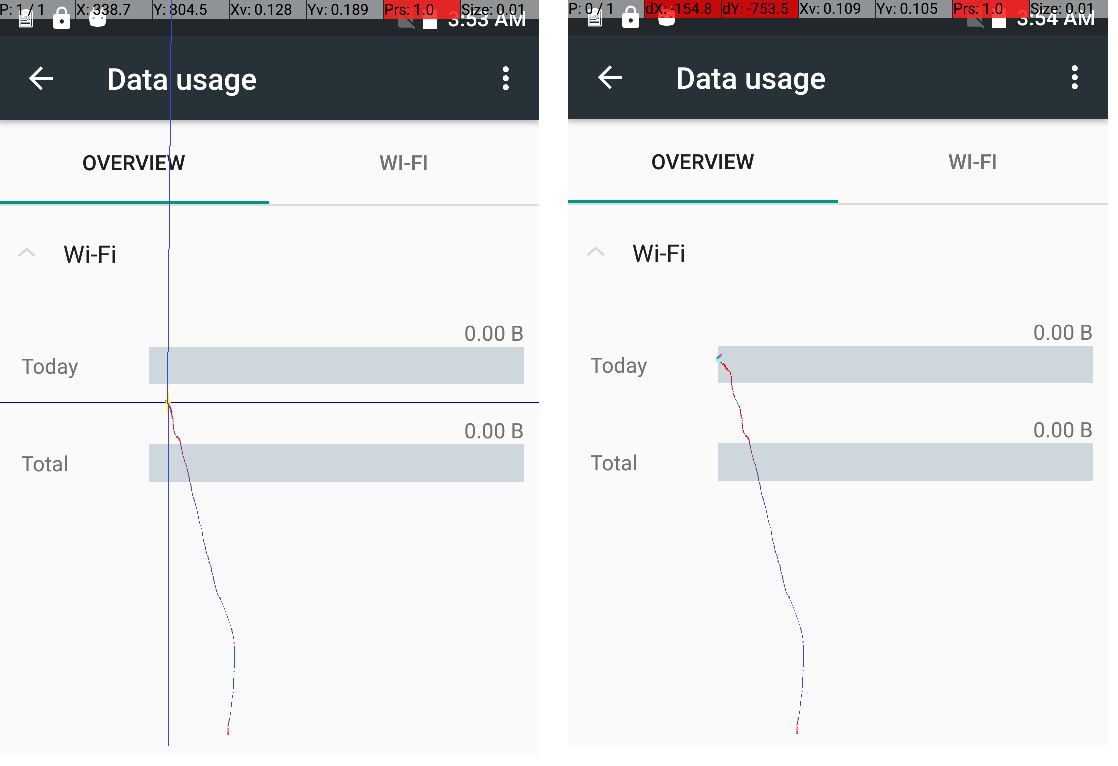 P: 1 / 1 X: 338.7 Y: 804.5 Xv: 0.128 Yv: 0.189 Prs: 1.0 Size: 0.01
3:53 AM
Data usage
OVERVIEW WI-FI
Wi-Fi
0.00 B
Today
0.00 B
Total
P: 0 / 1 dX: -154.8 dY: -753.5 Xv: 0.109 Yv: 0.105 Prs: 1.0 Size: 0.01
3:54 AM
Data usage
OVERVIEW WI-FI
Wi-Fi
0.00 B
Today
0.00 B
Total